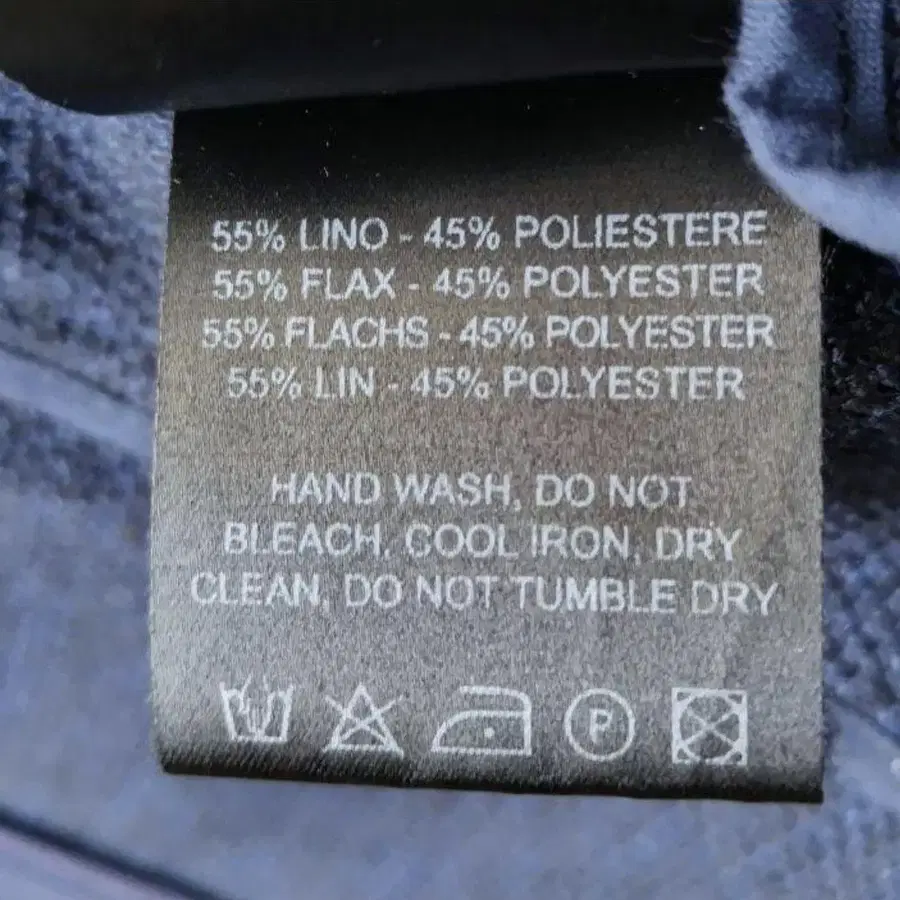 55% LINO - 45% POLIESTERE
55% FLAX - 45% POLYESTER
55% FLACHS - 45% POLYESTER
55% LIN - 45% POLYESTER
HAND WASH, DO NOT
BLEACH, COOL IRON, DRY
CLEAN, DO NOT TUMBLE DRY
P